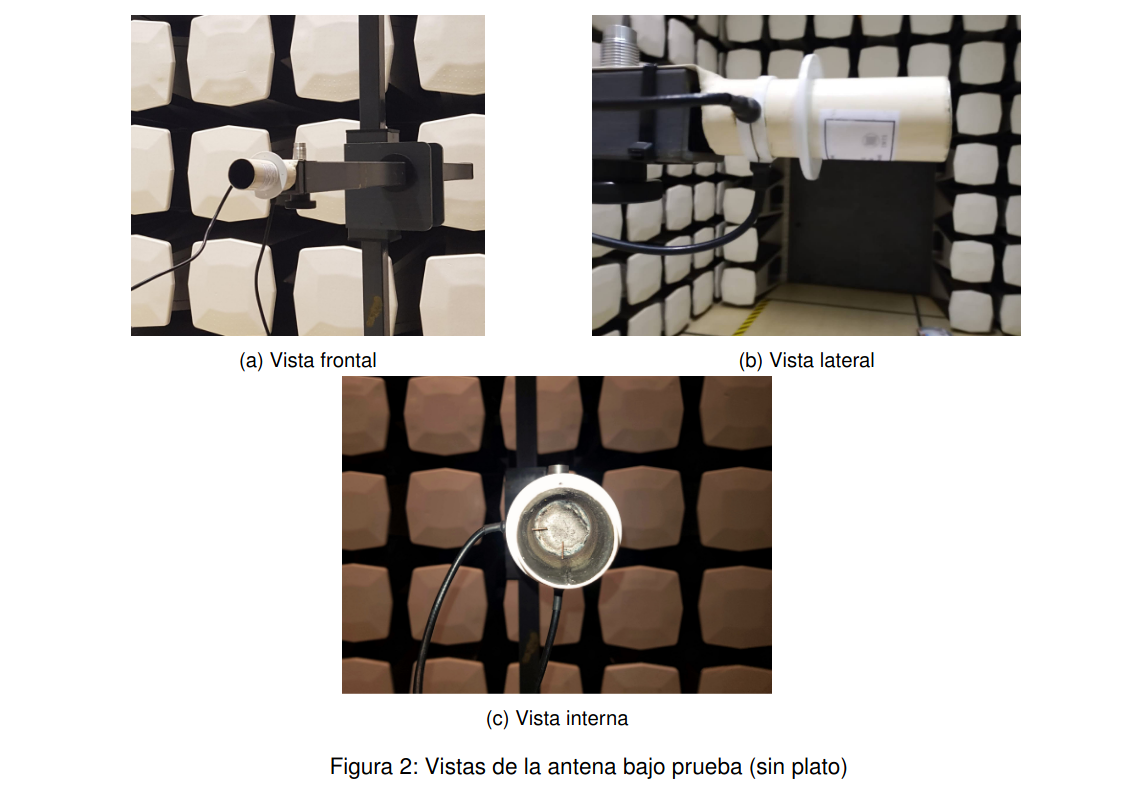 (a) Vista frontal
(b) Vista lateral
(c) Vista interna
Figura 2: Vistas de la antena bajo prueba (sin plato)